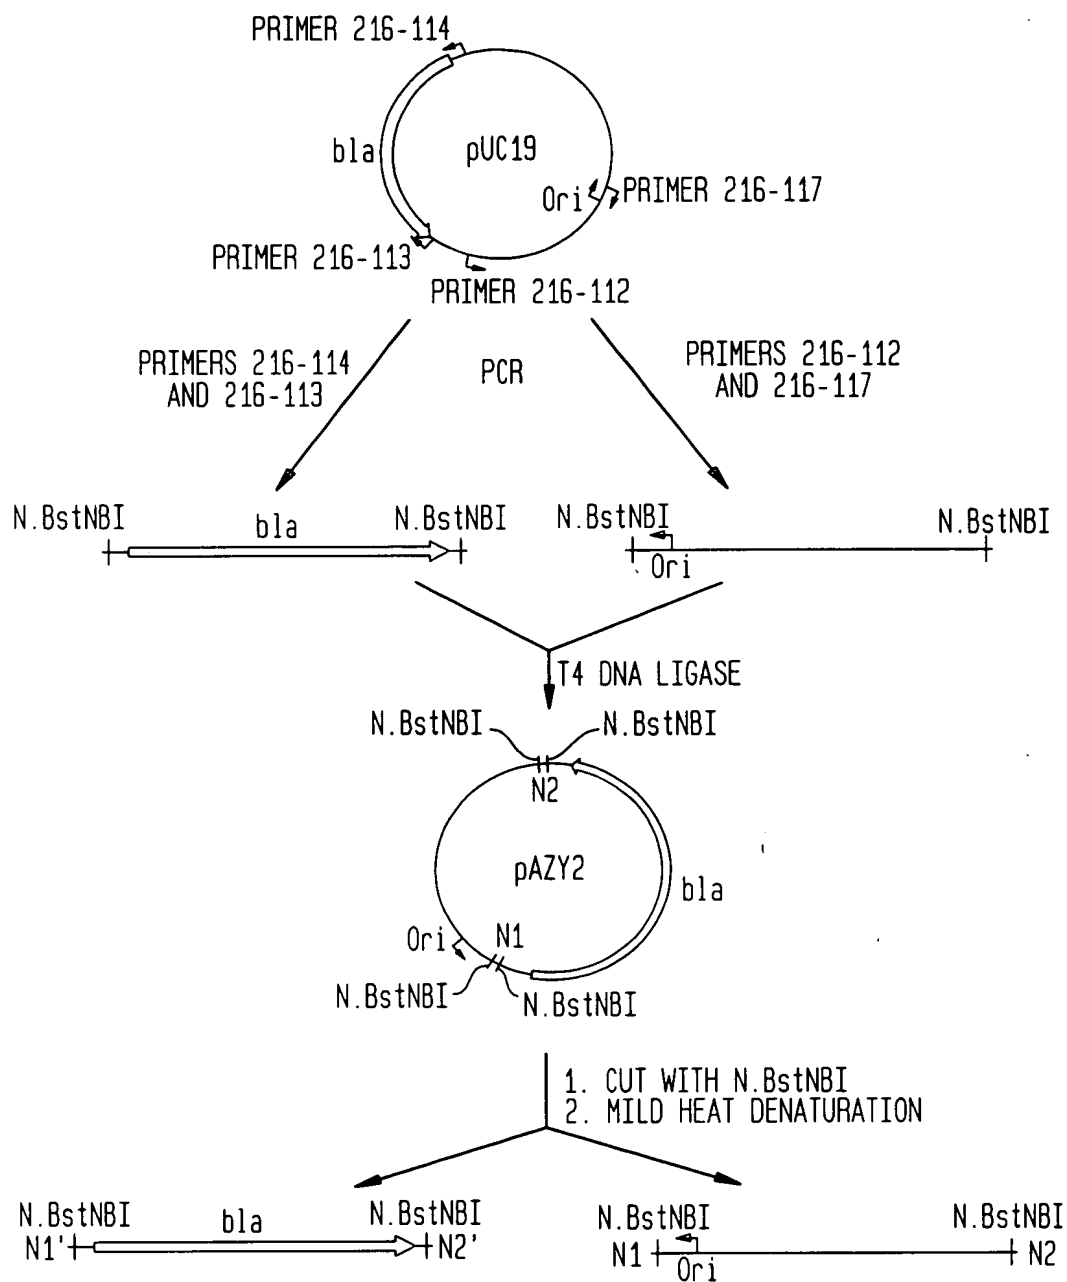 PRIMER 216-114
bla
pUC19
Ori
PRIMER 216-117
PRIMER 216-113
PRIMER 216-112
PRIMERS 216-114
AND 216-113
PCR
PRIMERS 216-112
AND 216-117
N.BstNBI
bla
N.BstNBI
N.BstNBI
Ori
N.BstNBI
T4 DNA LIGASE
N.BstNBI
N.BstNBI
N2
pAZY2
bla
Ori
N1
N.BstNBI
N.BstNBI
1. CUT WITH N.BstNBI
2. MILD HEAT DENATURATION
N.BstNBI
N1'
bla
N.BstNBI
N2'
N.BstNBI
N1
Ori
N.BstNBI
N2